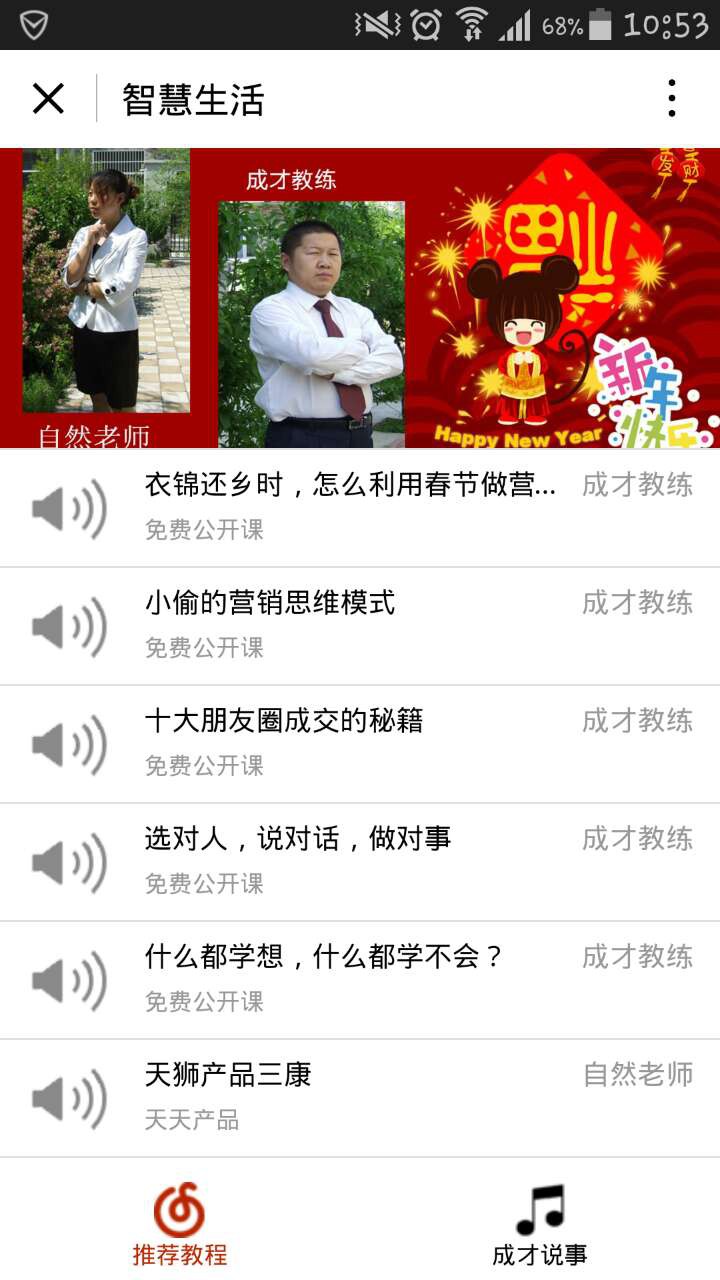 68% 10:53
智慧生活
成才教练
自然老师
Happy New Year
新年
快乐
衣锦还乡时，怎么利用春节做营... 成才教练
免费公开课
小偷的营销思维模式 成才教练
免费公开课
十大朋友圈成交的秘籍 成才教练
免费公开课
选对人，说对话，做对事 成才教练
免费公开课
什么都学想，什么都学不会？ 成才教练
免费公开课
天狮产品三康 自然老师
天天产品
推荐教程 成才说事